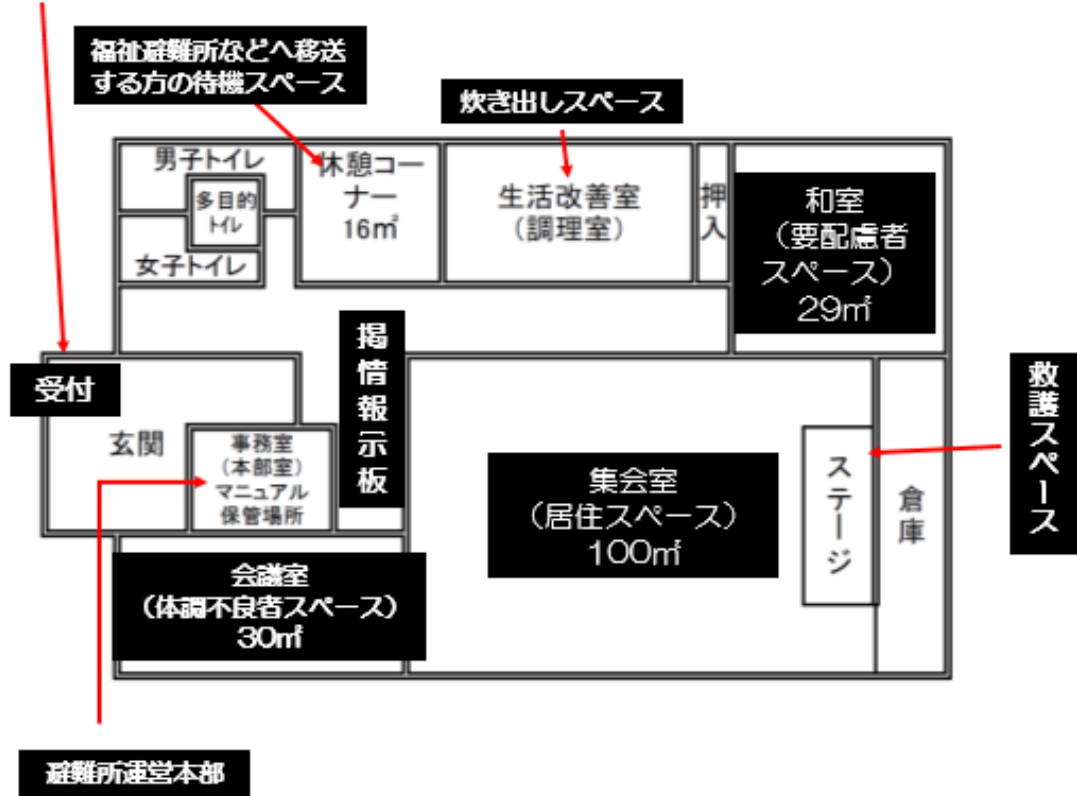 福祉避難所などへ移送
する方の待機スペース
炊き出しスペース
男子トイレ
多目的
トイレ
女子トイレ
休憩コー
ナー
16㎡
生活改善室
(調理室)
押
入
和室
(要配慮者
スペース)
29㎡
受付
玄関
事務室
(本部室)
マニュアル
保管場所
掲
情
報
示
板
集会室
(居住スペース)
100㎡
ステージ
倉
庫
救護スペース
会議室
(体調不良者スペース)
30㎡
避難所運営本部